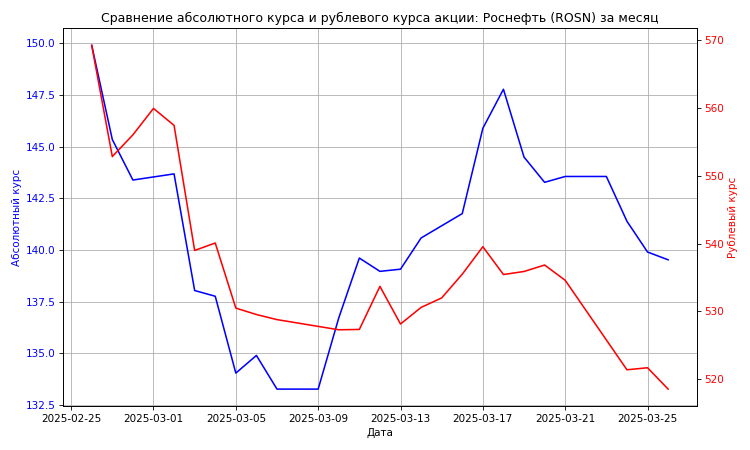 Сравнение абсолютного курса и рублевого курса акции: Роснефть (ROSN) за месяц
150.0
147.5
145.0
142.5
140.0
137.5
135.0
132.5
Абсолютный курс
570
560
550
540
530
520
Рублевый курс
2025-02-25 2025-03-01 2025-03-05 2025-03-09 2025-03-13 2025-03-17 2025-03-21 2025-03-25
Дата